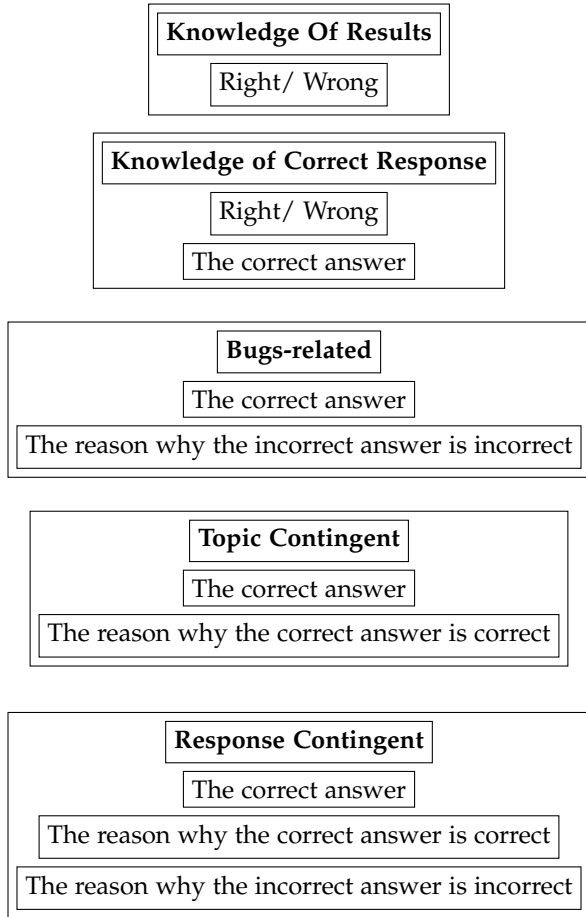 Knowledge Of Results
Right/ Wrong
Knowledge of Correct Response
Right/ Wrong
The correct answer
Bugs-related
The correct answer
The reason why the incorrect answer is incorrect
Topic Contingent
The correct answer
The reason why the correct answer is correct
Response Contingent
The correct answer
The reason why the correct answer is correct
The reason why the incorrect answer is incorrect